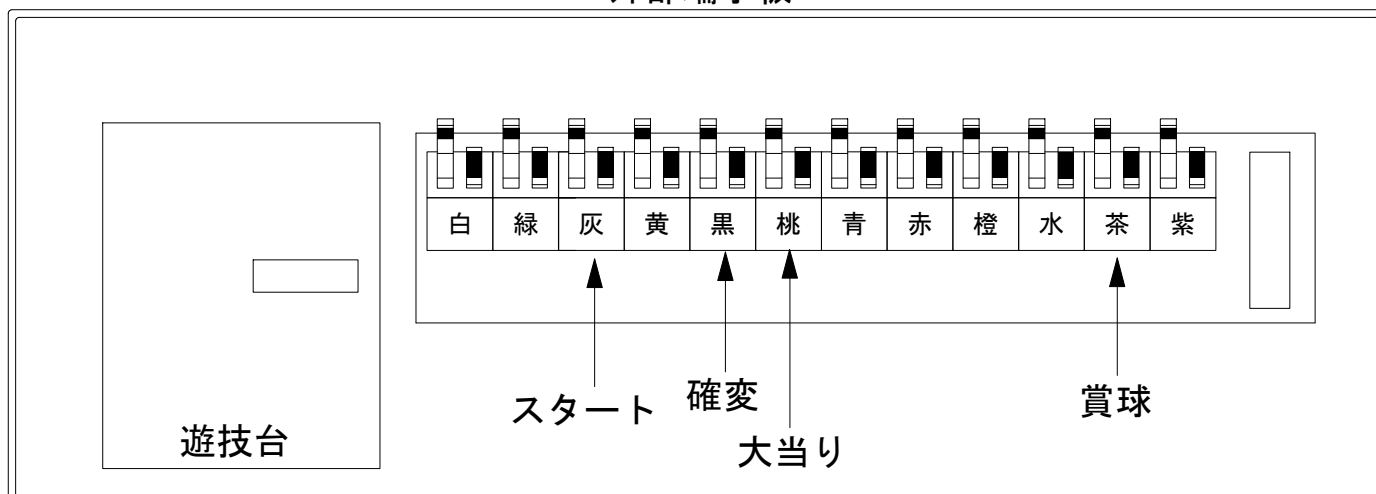 白 緑 灰 黄 黒 桃 青 赤 橙 水 茶 紫
スタート
確変
大当り
賞球
遊技台